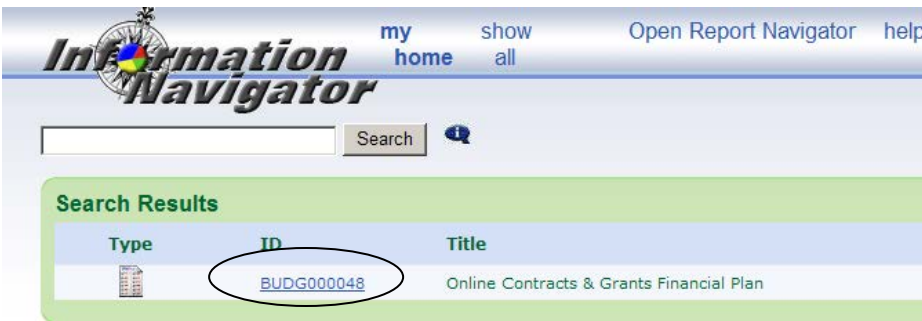 Information Navigator
my home show all Open Report Navigator help
Search
Search Results
Type ID Title
BUDG000048 Online Contracts & Grants Financial Plan